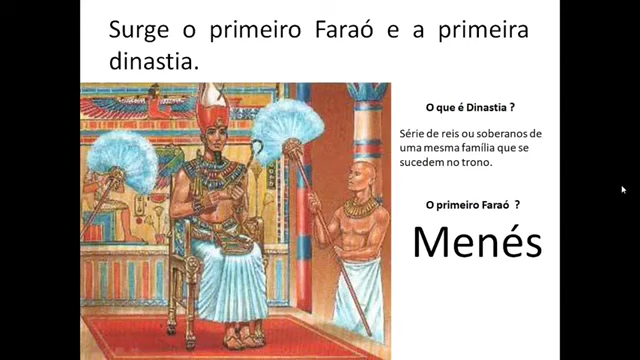 Surge o primeiro Faraó e a primeira
dinastia.
O que é Dinastia ?
Série de reis ou soberanos de
uma mesma família que se
sucedem no trono.
O primeiro Faraó ?
Menés